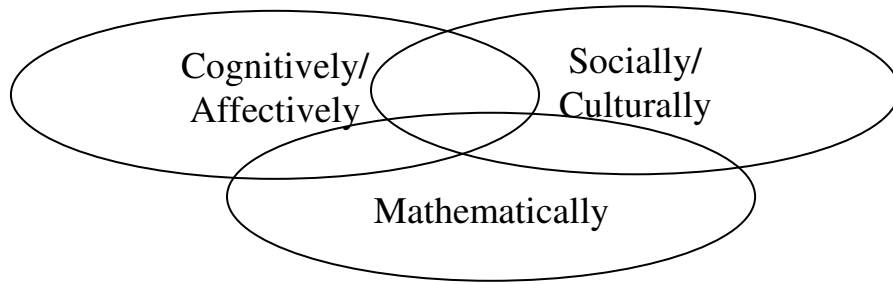 Cognitively/
Affectively
Socially/
Culturally
Mathematically